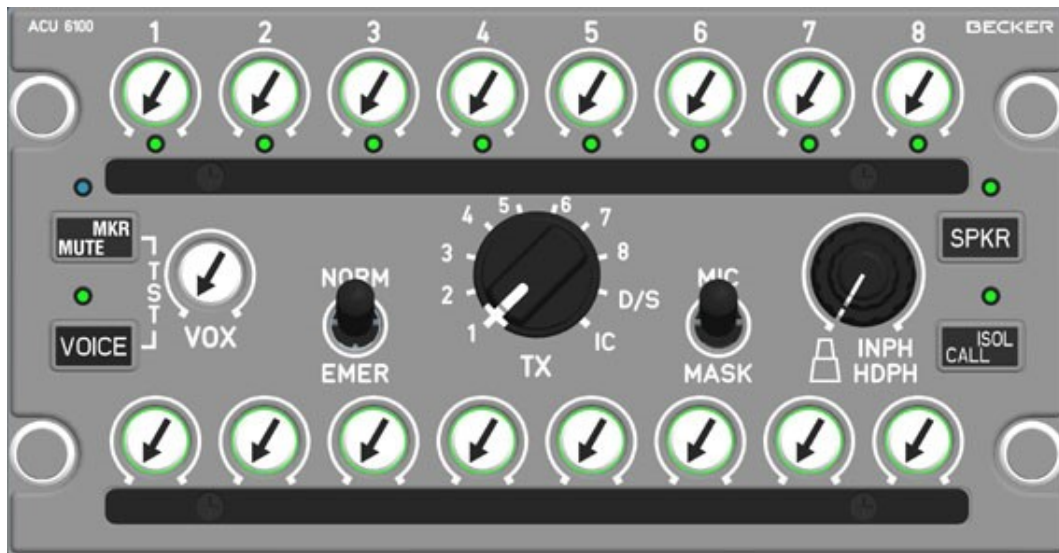 ACU 6100
BECKER
1 2 3 4 5 6 7 8
MKR
MUTE
TST
VOICE
VOX
NORM
EMER
1 2 3 4 5 6 7 8 D/S IC
TX
MIC
MASK
INPH
HDPH
SPKR
ISOL
CALL